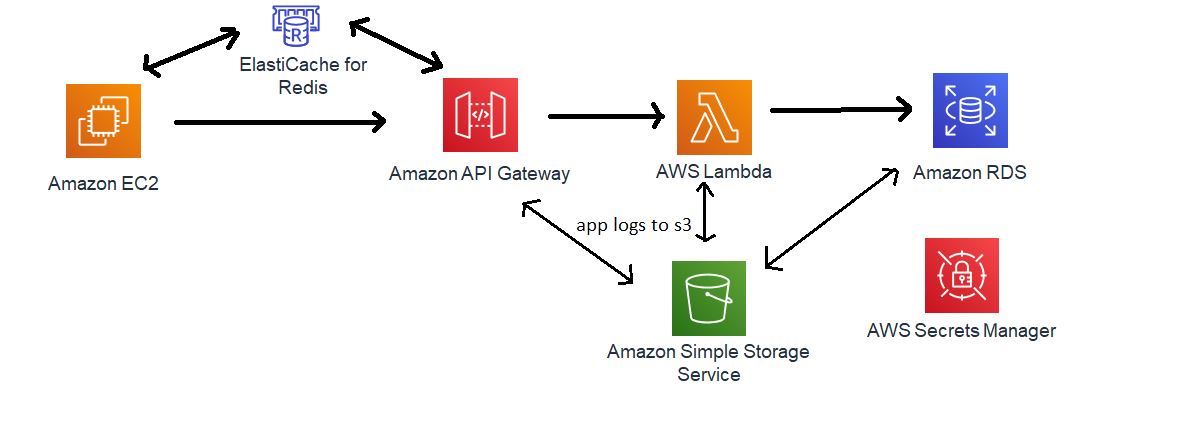 R
ElastiCache for
Redis
</>
Amazon EC2
Amazon API Gateway
AWS Lambda
Amazon RDS
app logs to s3
AWS Secrets Manager
Amazon Simple Storage
Service